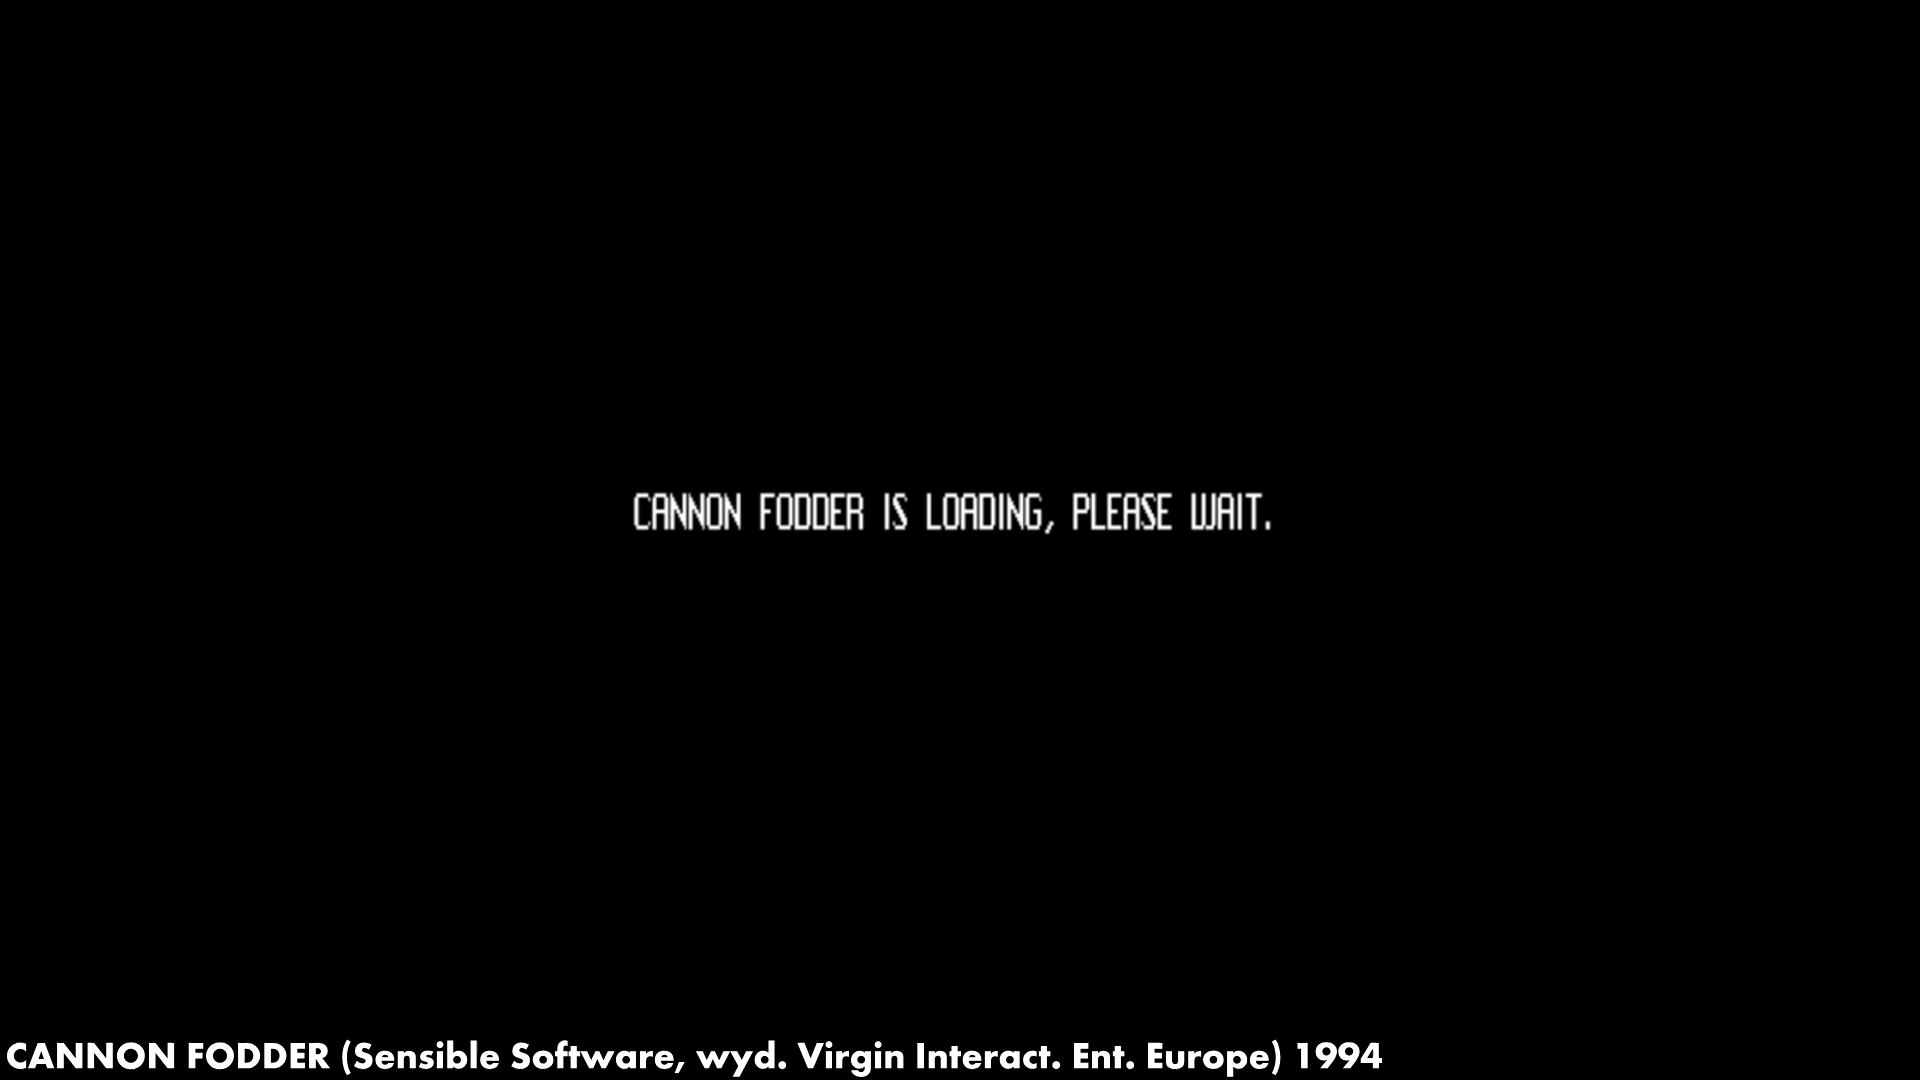 CANNON FODDER IS LOADING, PLEASE WAIT.
CANNON FODDER (Sensible Software, wyd. Virgin Interact. Ent. Europe) 1994